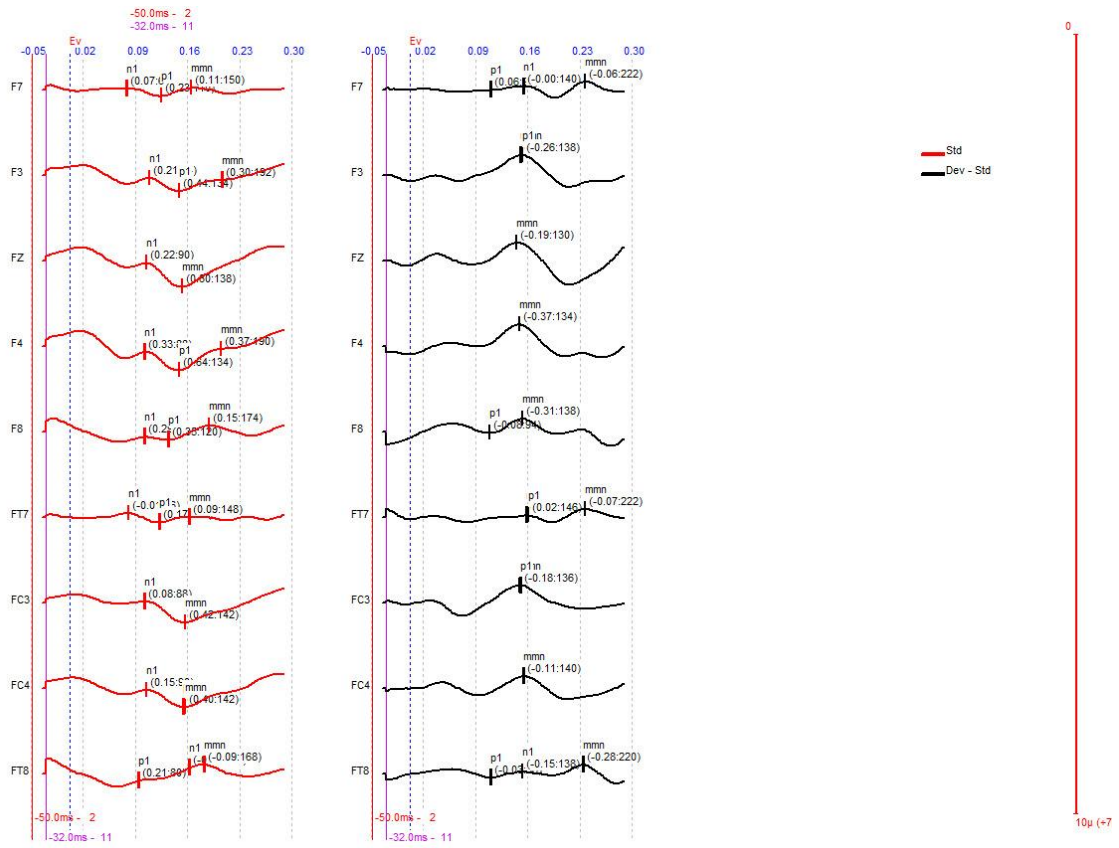 -50.0ms - 2
-32.0ms - 11
0
Ev Ev
-0.05 0.02 0.09 0.16 0.23 0.30 -0.05 0.02 0.09 0.16 0.23 0.30
F7 n1 p1 mmn (0.11:150) F7 p1 n1 (-0.00:140) mmn (-0.06:222)
F3 n1 p1 (0.44:134) mmn (0.30:192) F3 (-0.26:138)
FZ n1 (0.22:90) mmn (0.60:138) FZ mmn (-0.19:130)
F4 n1 p1 (0.64:134) mmn (0.37:190) F4 mmn (-0.37:134)
F8 n1 p1 mmn (0.15:174) F8 p1 (-0.08:94) mmn (-0.31:138)
FT7 n1 p1 mmn (0.09:148) FT7 p1 (0.02:146) mmn (-0.07:222)
FC3 n1 (0.08:88) mmn (0.42:142) FC3 (-0.18:136)
FC4 n1 mmn (0.40:142) FC4 mmn (-0.11:140)
FT8 p1 (0.21:80) n1 mmn (-0.09:168) FT8 p1 n1 (-0.15:138) mmn (-0.28:220)
Std
Dev - Std
-50.0ms - 2 -50.0ms - 2
-32.0ms - 11 -32.0ms - 11
10µ (+7